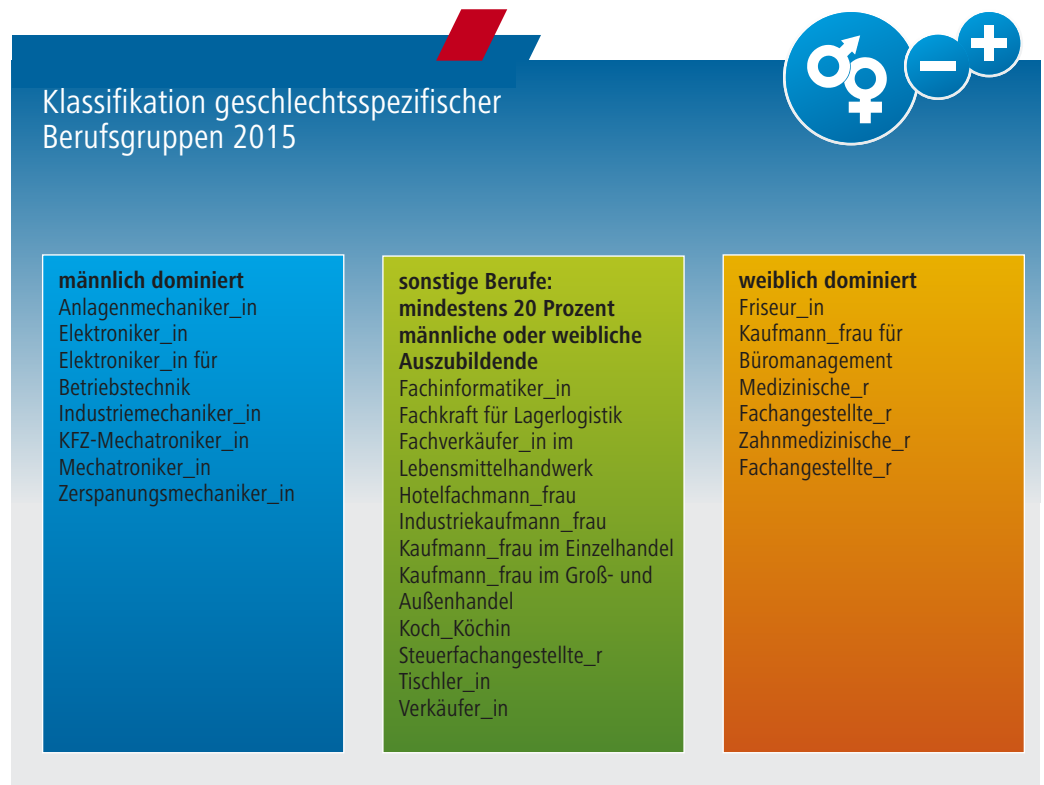 Klassifikation geschlechtsspezifischer
Berufsgruppen 2015
männlich dominiert
Anlagenmechaniker_in
Elektroniker_in
Elektroniker_in für
Betriebstechnik
Industriemechaniker_in
KFZ-Mechatroniker_in
Mechatroniker_in
Zerspanungsmechaniker_in
sonstige Berufe:
mindestens 20 Prozent
männliche oder weibliche
Auszubildende
Fachinformatiker_in
Fachkraft für Lagerlogistik
Fachverkäufer_in im
Lebensmittelhandwerk
Hotelfachmann_frau
Industriekaufmann_frau
Kaufmann_frau im Einzelhandel
Kaufmann_frau im Groß- und
Außenhandel
Koch_Köchin
Steuerfachangestellte_r
Tischler_in
Verkäufer_in
weiblich dominiert
Friseur_in
Kaufmann_frau für
Büromanagement
Medizinische_r
Fachangestellte_r
Zahnmedizinische_r
Fachangestellte_r